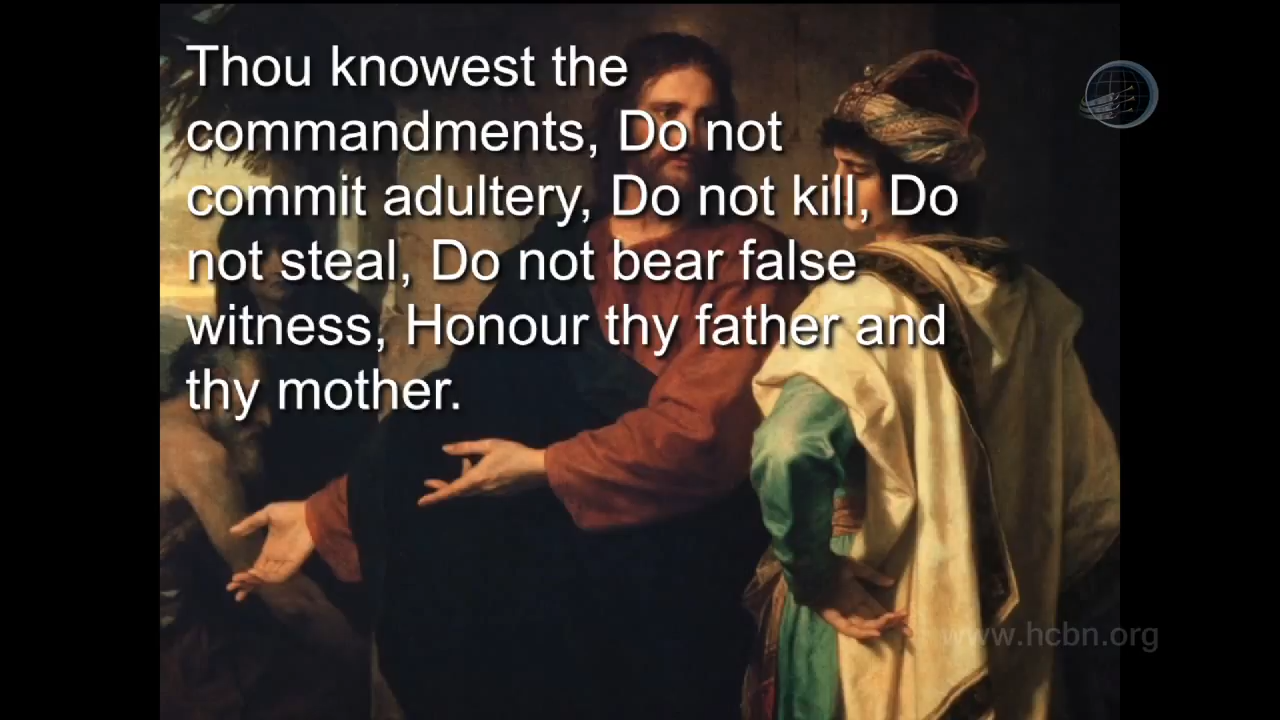 Thou knowest the
commandments, Do not
commit adultery, Do not kill, Do
not steal, Do not bear false
witness, Honour thy father and
thy mother.
www.hcbn.org